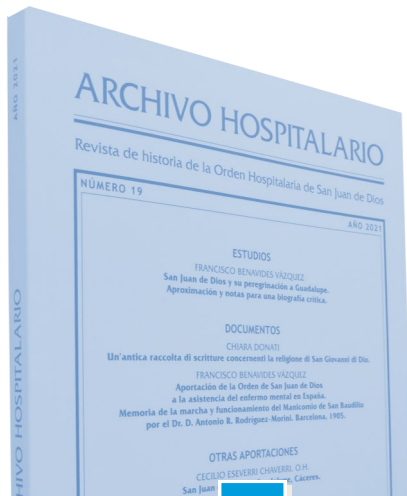 ARCHIVO HOSPITALARIO
Revista de historia de la Orden Hospitalaria de San Juan de Dios
NÚMERO 19
AÑO 2021
ESTUDIOS
FRANCISCO BENAVIDES VÁZQUEZ
San Juan de Dios y su peregrinación a Guadalupe.
Aproximación y notas para una biografía crítica.
DOCUMENTOS
CHIARA DONATI
Un'antica raccolta di scritture concernenti la religione di San Giovanni di Dio.
FRANCISCO BENAVIDES VÁZQUEZ
Aportación de la Orden de San Juan de Dios
a la asistencia del enfermo mental en España.
Memoria de la marcha y funcionamiento del Manicomio de San Baudilio
por el Dr. D. Antonio R. Rodríguez-Morini. Barcelona, 1905.
OTRAS APORTACIONES
CECILIO ESEVERRI CHAVERRI, O.H.
San Juan Cáceres.
AÑO 2021
HIVO HOSPITALARIO